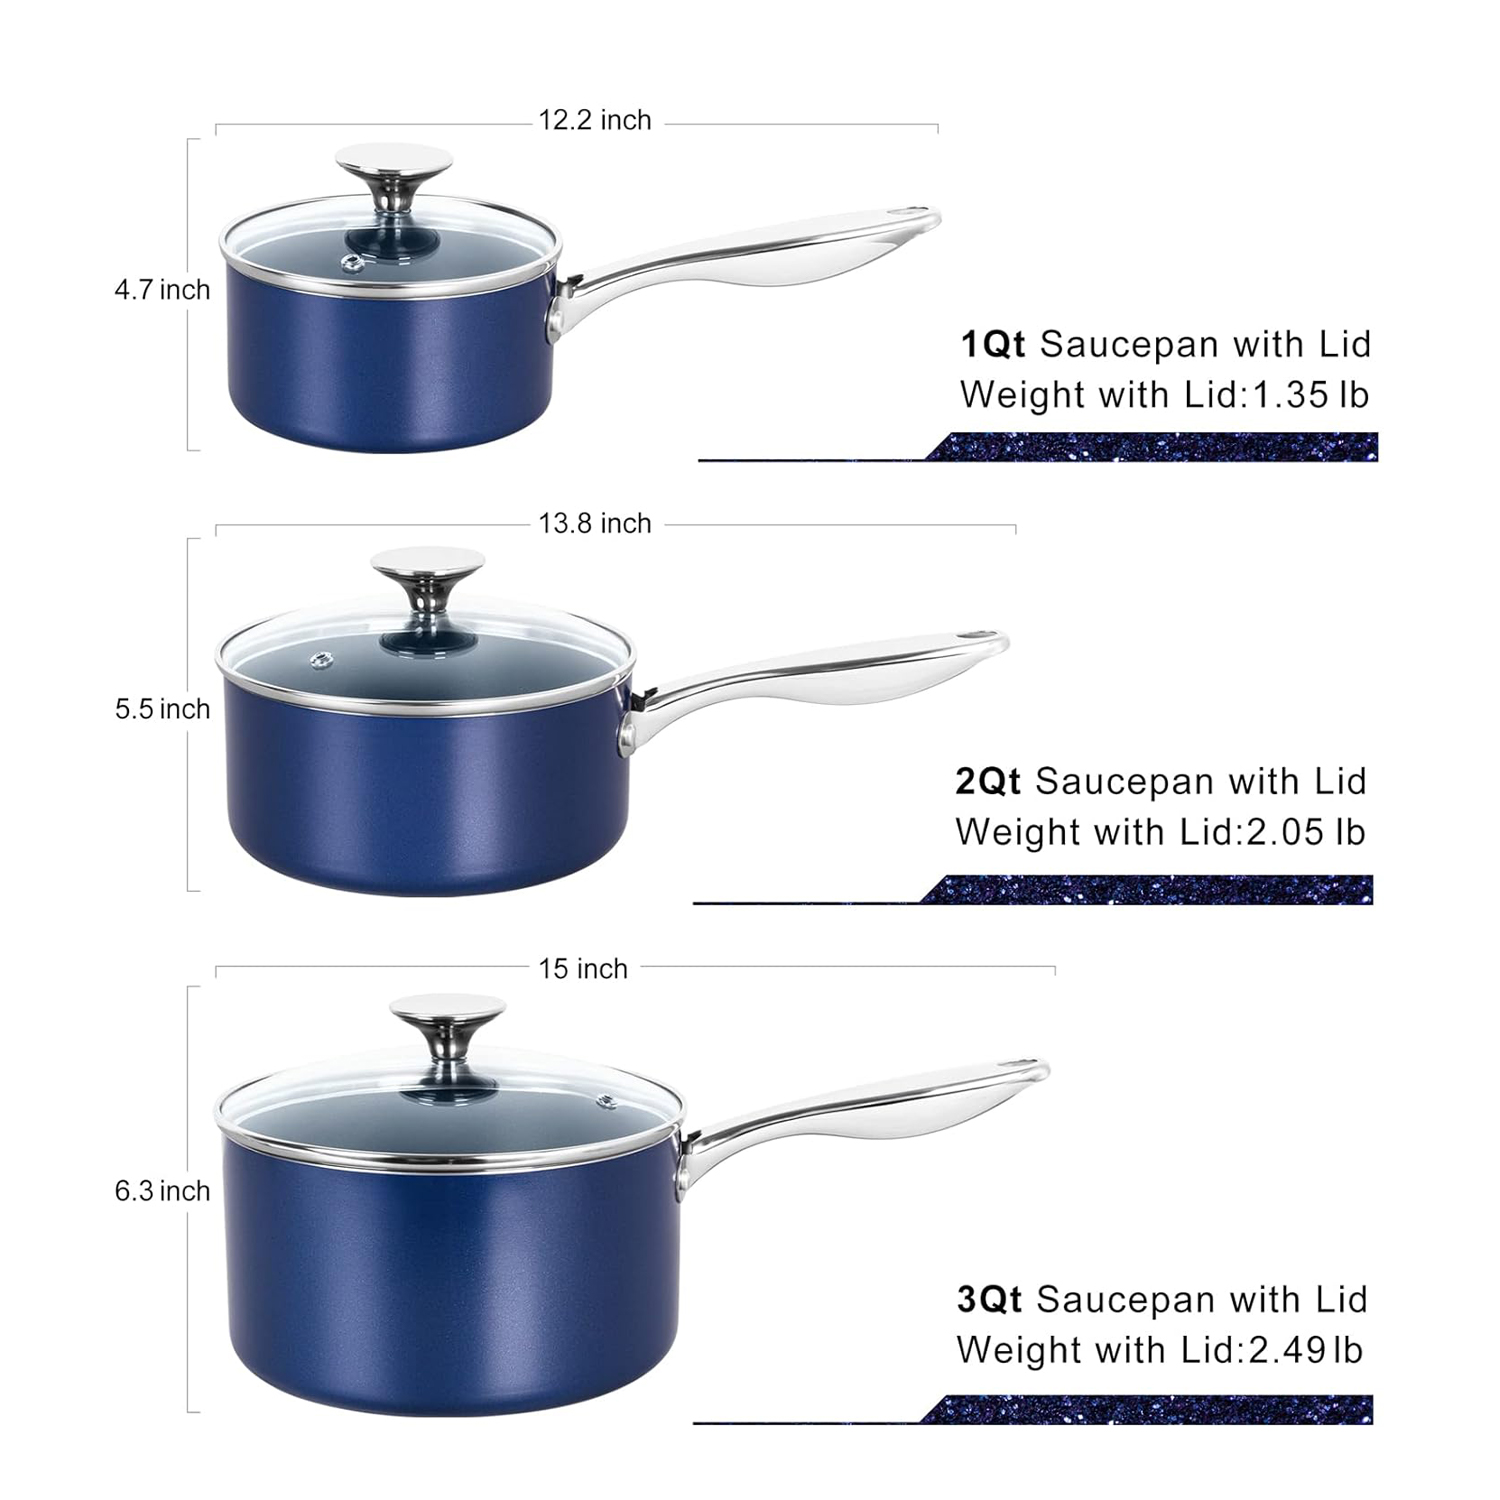 12.2 inch
4.7 inch
1Qt Saucepan with Lid
Weight with Lid:1.35 lb
13.8 inch
5.5 inch
2Qt Saucepan with Lid
Weight with Lid:2.05 lb
15 inch
6.3 inch
3Qt Saucepan with Lid
Weight with Lid:2.49 lb